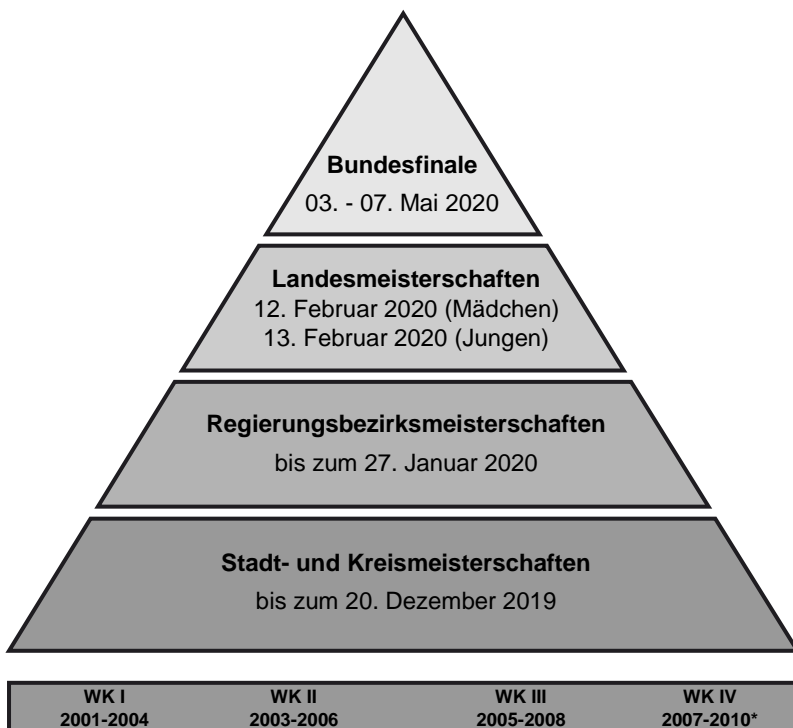 Bundesfinale
03. - 07. Mai 2020
Landesmeisterschaften
12. Februar 2020 (Mädchen)
13. Februar 2020 (Jungen)
Regierungsbezirksmeisterschaften
bis zum 27. Januar 2020
Stadt- und Kreismeisterschaften
bis zum 20. Dezember 2019
WK I WK II WK III WK IV
2001-2004 2003-2006 2005-2008 2007-2010*